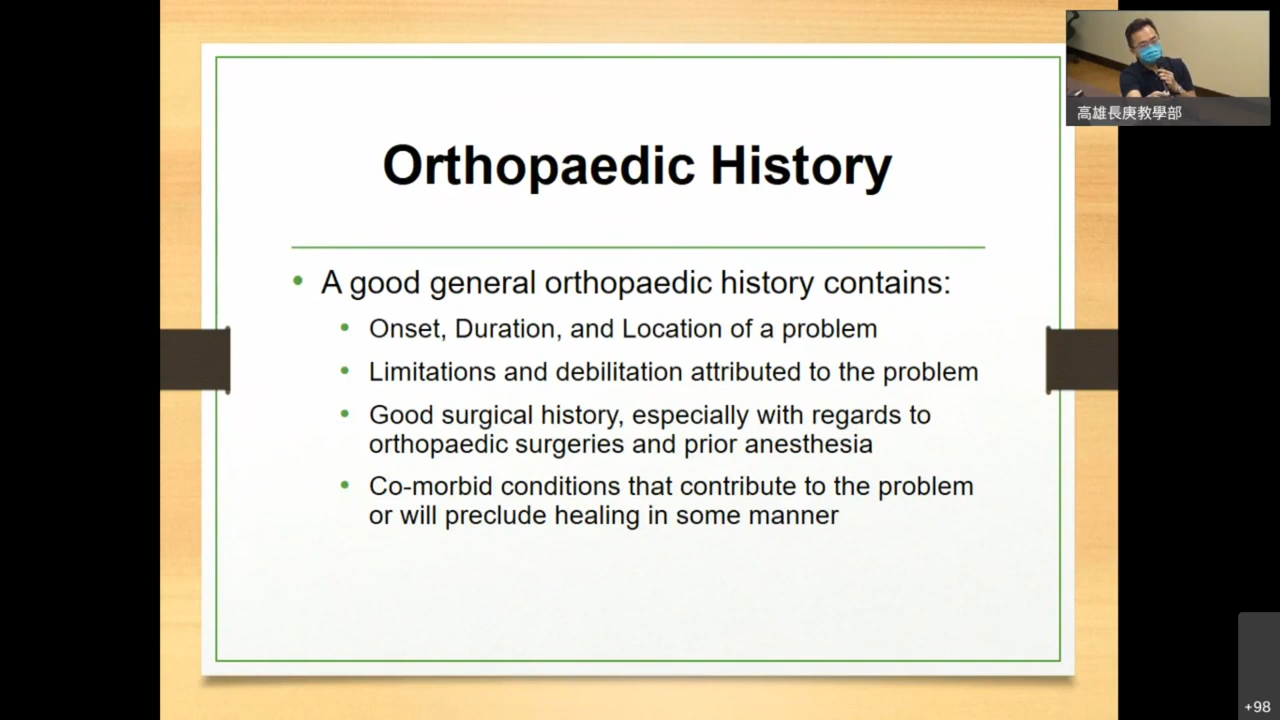 Orthopaedic History
A good general orthopaedic history contains:
Onset, Duration, and Location of a problem
Limitations and debilitation attributed to the problem
Good surgical history, especially with regards to
orthopaedic surgeries and prior anesthesia
Co-morbid conditions that contribute to the problem
or will preclude healing in some manner
高雄長庚教學部
+98